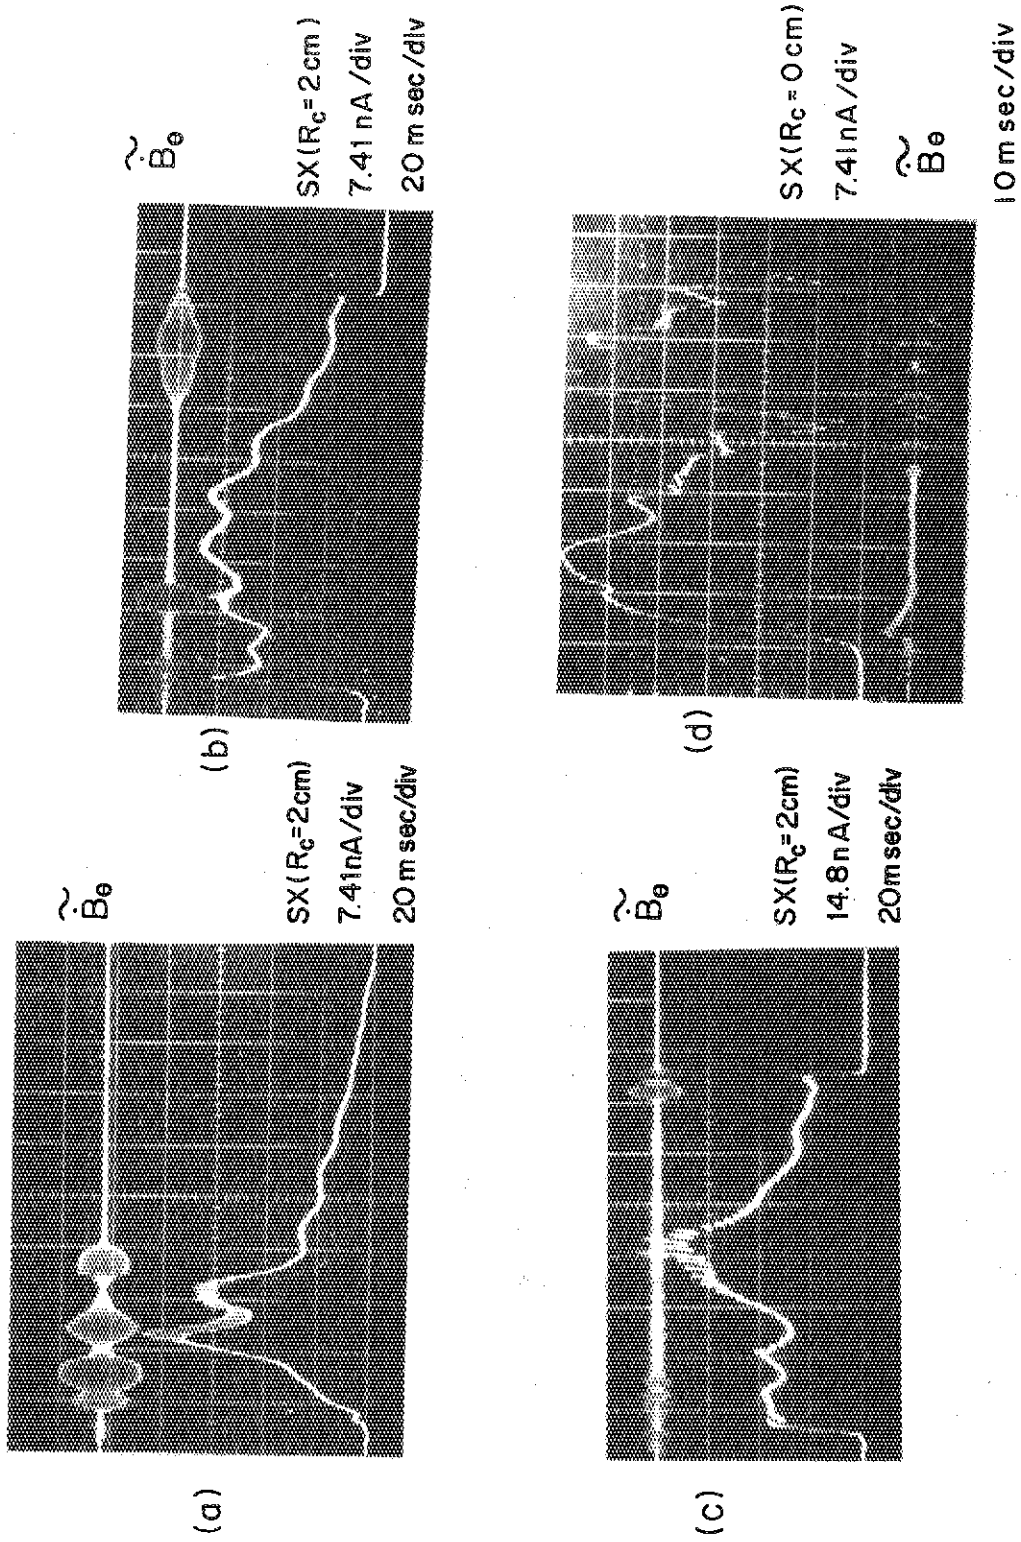 (a)
B̃̇θ
SX(Rc=2cm)
7.41nA/div
20msec/div
(b)
B̃̇θ
SX(Rc=2cm)
7.41nA/div
20msec/div
(c)
B̃̇θ
SX(Rc=2cm)
14.8nA/div
20msec/div
(d)
SX(Rc=0cm)
7.41nA/div
B̃̇θ
10msec/div